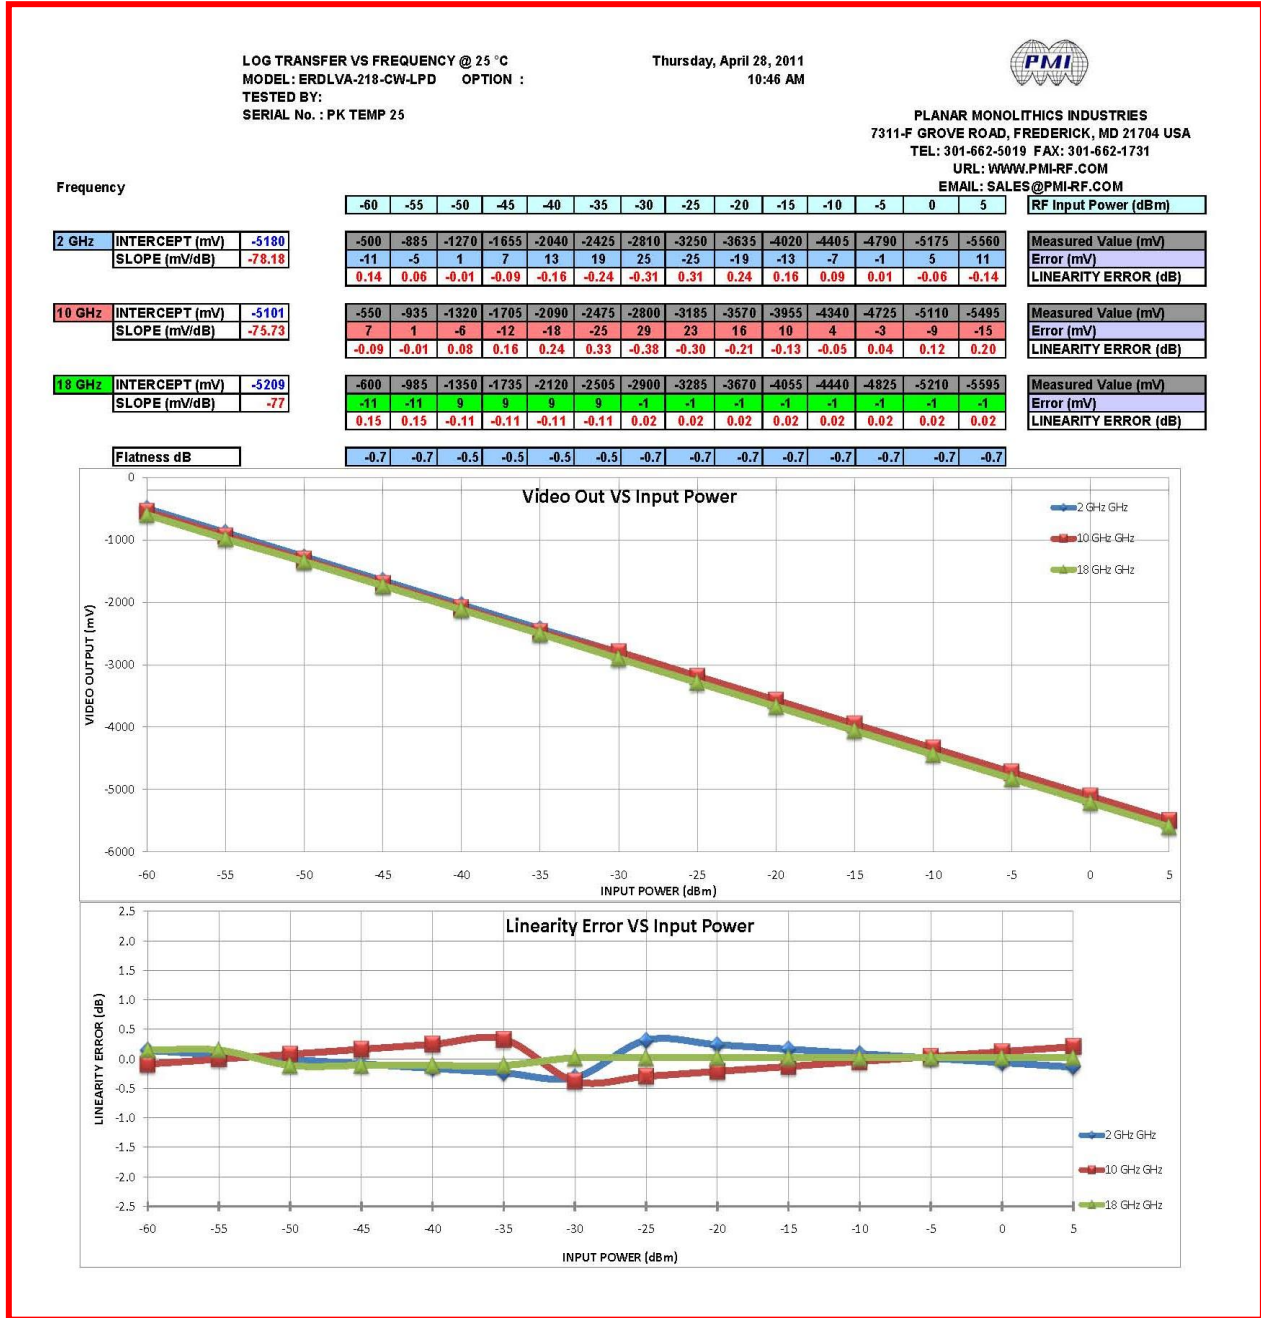 LOG TRANSFER VS FREQUENCY @ 25 °C Thursday, April 28, 2011
MODEL: ERDLVA-218-CW-LPD OPTION : 10:46 AM
TESTED BY:
SERIAL No. : PK TEMP 25
PMI
PLANAR MONOLITHICS INDUSTRIES
7311-F GROVE ROAD, FREDERICK, MD 21704 USA
TEL: 301-662-5019 FAX: 301-662-1731
URL: WWW.PMI-RF.COM
EMAIL: SALES@PMI-RF.COM
Frequency
-60 -55 -50 -45 -40 -35 -30 -25 -20 -15 -10 -5 0 5 RF Input Power (dBm)
2 GHz INTERCEPT (mV) -5180 -500 -885 -1270 -1655 -2040 -2425 -2810 -3250 -3635 -4020 -4405 -4790 -5175 -5560 Measured Value (mV)
SLOPE (mV/dB) -78.18 -11 -5 1 7 13 19 25 -25 -19 -13 -7 -1 5 11 Error (mV)
0.14 0.06 -0.01 -0.09 -0.16 -0.24 -0.31 0.31 0.24 0.16 0.09 0.01 -0.06 -0.14 LINEARITY ERROR (dB)
10 GHz INTERCEPT (mV) -5101 -550 -935 -1320 -1705 -2090 -2475 -2800 -3185 -3570 -3955 -4340 -4725 -5110 -5495 Measured Value (mV)
SLOPE (mV/dB) -75.73 7 1 -6 -12 -18 -25 29 23 16 10 4 -3 -9 -15 Error (mV)
-0.09 -0.01 0.08 0.16 0.24 0.33 -0.38 -0.30 -0.21 -0.13 -0.05 0.04 0.12 0.20 LINEARITY ERROR (dB)
18 GHz INTERCEPT (mV) -5209 -600 -985 -1350 -1735 -2120 -2505 -2900 -3285 -3670 -4055 -4440 -4825 -5210 -5595 Measured Value (mV)
SLOPE (mV/dB) -77 -11 -11 9 9 9 9 -1 -1 -1 -1 -1 -1 -1 -1 Error (mV)
0.15 0.15 -0.11 -0.11 -0.11 -0.11 0.02 0.02 0.02 0.02 0.02 0.02 0.02 0.02 LINEARITY ERROR (dB)
Flatness dB -0.7 -0.7 -0.5 -0.5 -0.5 -0.5 -0.7 -0.7 -0.7 -0.7 -0.7 -0.7 -0.7 -0.7
Video Out VS Input Power
0
-1000
-2000
-3000
-4000
-5000
-6000
VIDEO OUTPUT (mV)
2 GHz GHz
10 GHz GHz
18 GHz GHz
-60 -55 -50 -45 -40 -35 -30 -25 -20 -15 -10 -5 0 5
INPUT POWER (dBm)
Linearity Error VS Input Power
2.5
2.0
1.5
1.0
0.5
0.0
-0.5
-1.0
-1.5
-2.0
-2.5
LINEARITY ERROR (dB)
2 GHz GHz
10 GHz GHz
18 GHz GHz
-60 -55 -50 -45 -40 -35 -30 -25 -20 -15 -10 -5 0 5
INPUT POWER (dBm)